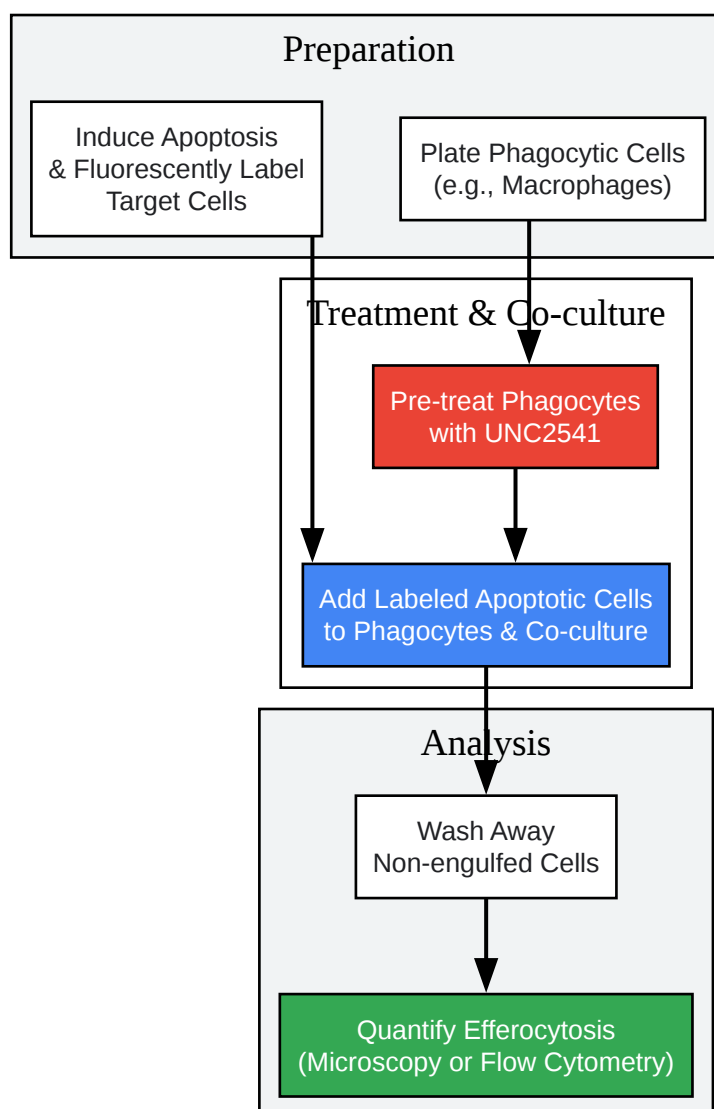 Preparation
Induce Apoptosis
& Fluorescently Label
Target Cells
Plate Phagocytic Cells
(e.g., Macrophages)
Treatment & Co-culture
Pre-treat Phagocytes
with UNC2541
Add Labeled Apoptotic Cells
to Phagocytes & Co-culture
Analysis
Wash Away
Non-engulfed Cells
Quantify Efferocytosis
(Microscopy or Flow Cytometry)